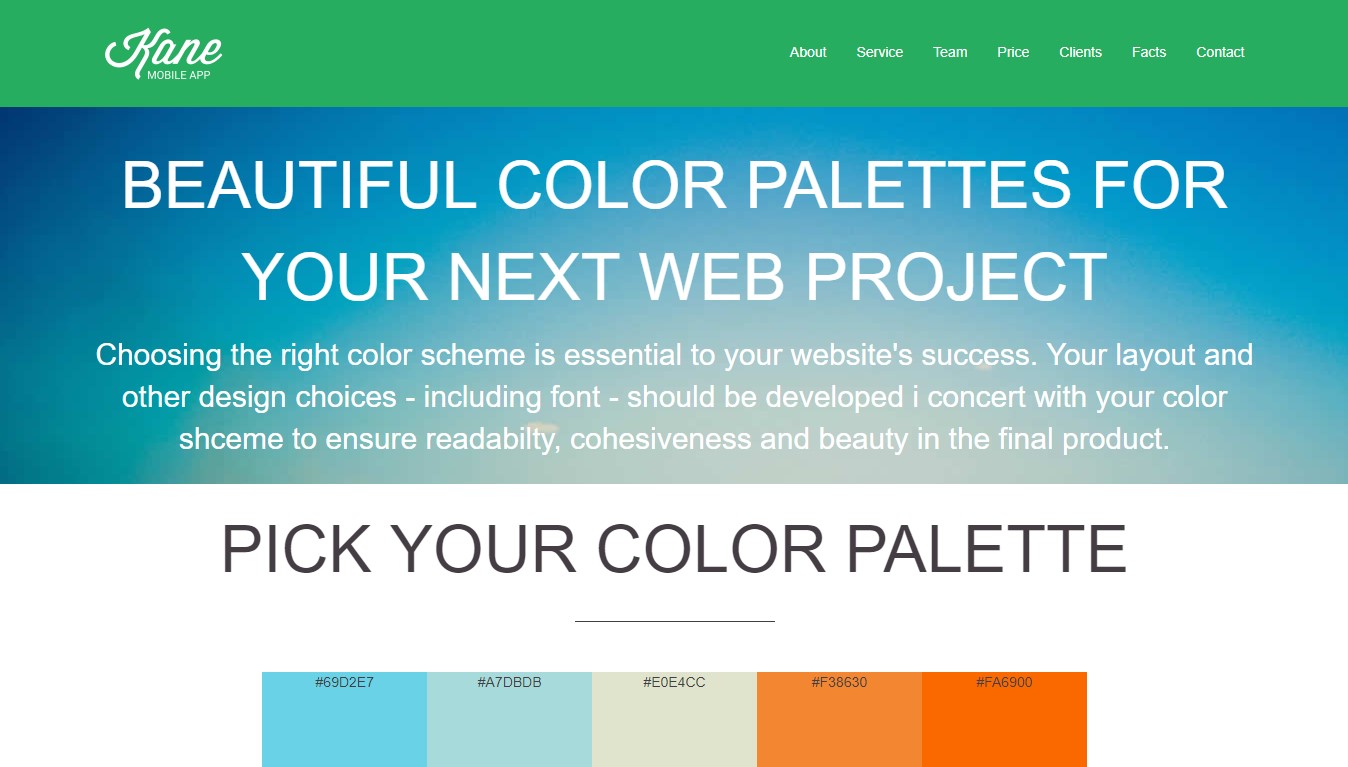 Kane
MOBILE APP
About Service Team Price Clients Facts Contact
BEAUTIFUL COLOR PALETTES FOR
YOUR NEXT WEB PROJECT
Choosing the right color scheme is essential to your website's success. Your layout and
other design choices - including font - should be developed i concert with your color
shceme to ensure readabilty, cohesiveness and beauty in the final product.
PICK YOUR COLOR PALETTE
#69D2E7 #A7DBDB #E0E4CC #F38630 #FA6900